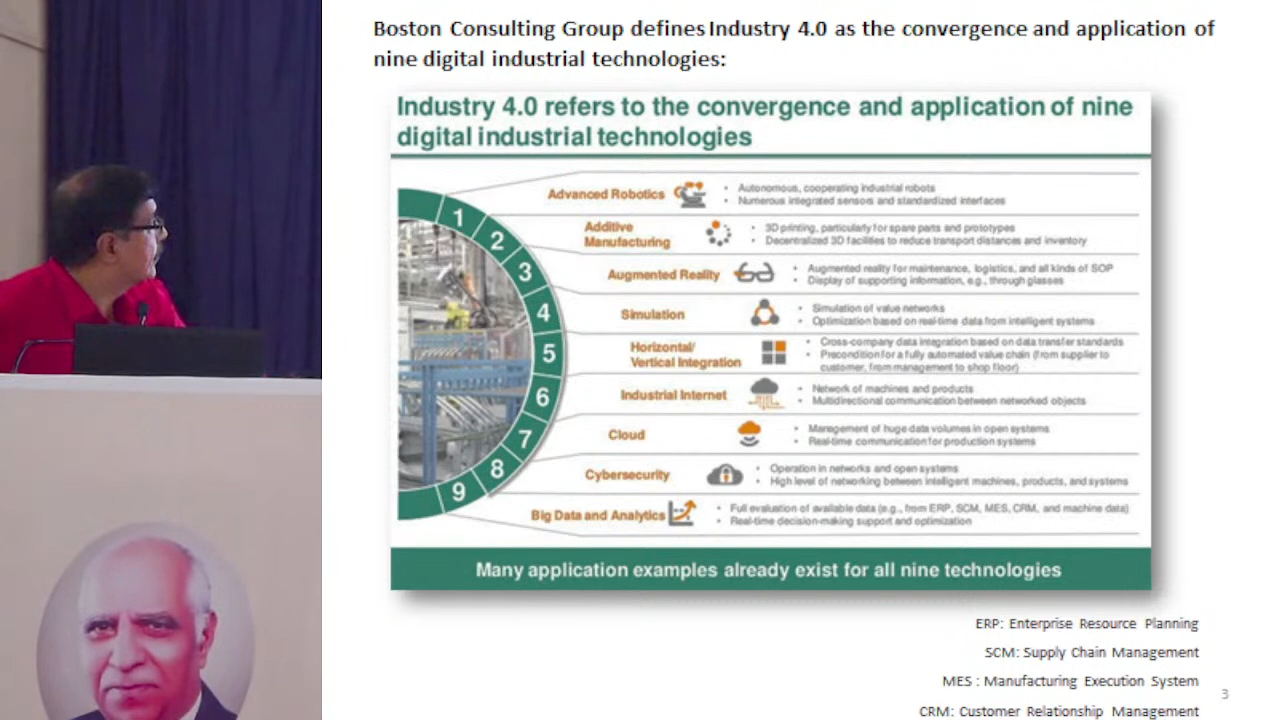 Boston Consulting Group defines Industry 4.0 as the convergence and application of
nine digital industrial technologies:
Industry 4.0 refers to the convergence and application of nine
digital industrial technologies
1
Advanced Robotics
• Autonomous, cooperating industrial robots
• Numerous integrated sensors and standardized interfaces
2
Additive
Manufacturing
• 3D printing, particularly for spare parts and prototypes
• Decentralized 3D facilities to reduce transport distances and inventory
3
Augmented Reality
• Augmented reality for maintenance, logistics, and all kinds of SOP
• Display of supporting information, e.g., through glasses
4
Simulation
• Simulation of value networks
• Optimization based on real-time data from intelligent systems
5
Horizontal/
Vertical Integration
• Cross-company data integration based on data transfer standards
• Precondition for a fully automated value chain (from supplier to
customer, from management to shop floor)
6
Industrial Internet
• Network of machines and products
• Multidirectional communication between networked objects
7
Cloud
• Management of huge data volumes in open systems
• Real-time communication for production systems
8
Cybersecurity
• Operation in networks and open systems
• High level of networking between intelligent machines, products, and systems
9
Big Data and Analytics
• Full evaluation of available data (e.g., from ERP, SCM, MES, CRM, and machine data)
• Real-time decision-making support and optimization
Many application examples already exist for all nine technologies
ERP: Enterprise Resource Planning
SCM: Supply Chain Management
MES : Manufacturing Execution System
CRM: Customer Relationship Management
3